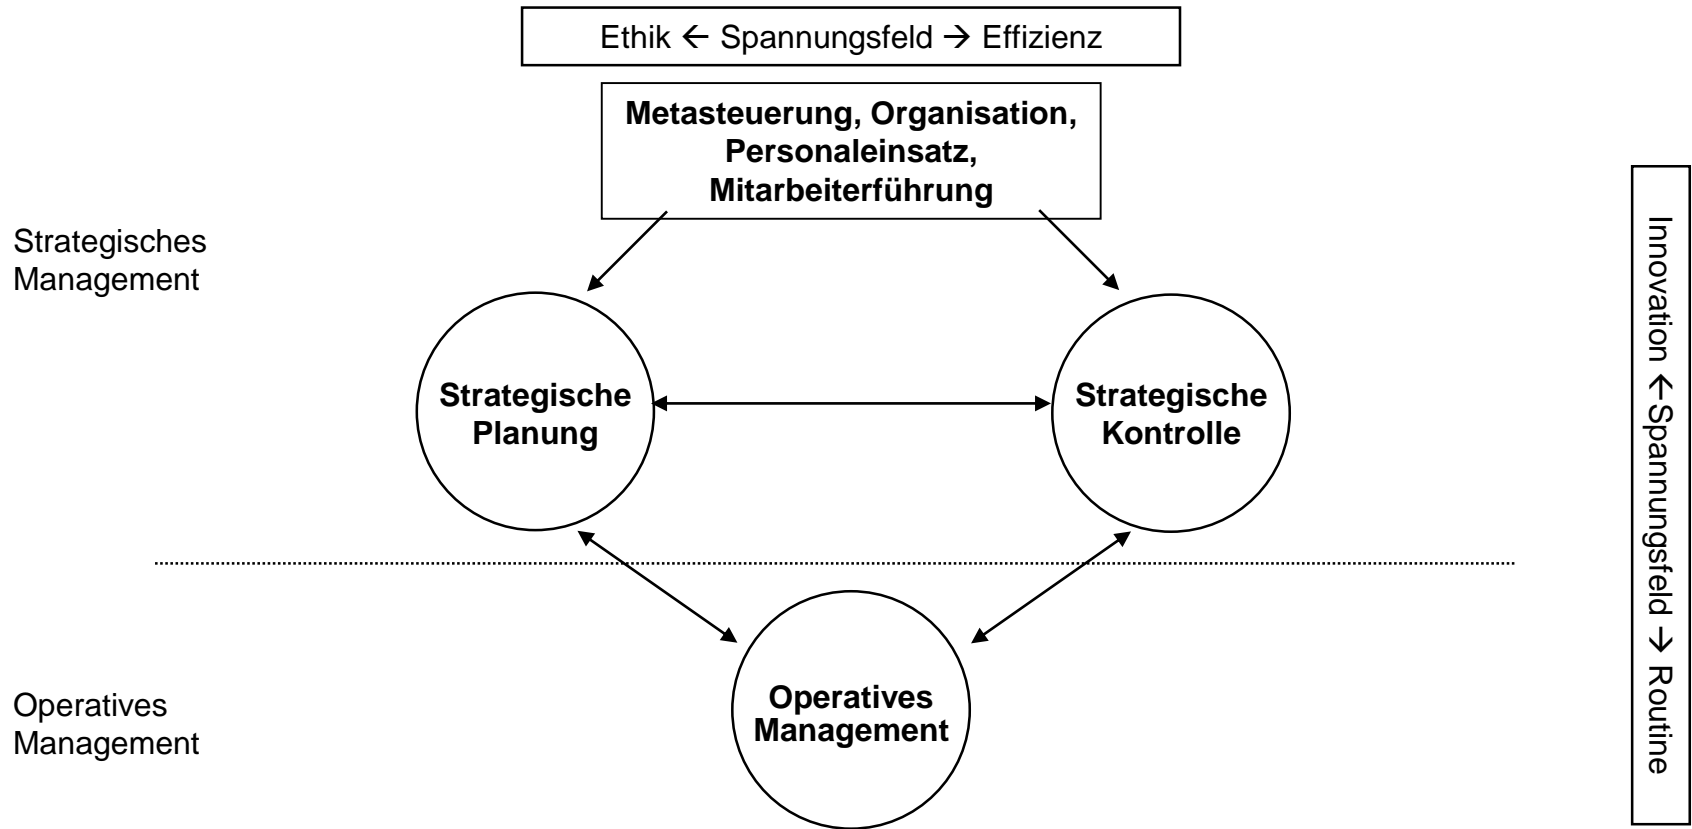 Ethik ← Spannungsfeld → Effizienz
Metasteuerung, Organisation,
Personaleinsatz,
Mitarbeiterführung
Strategisches
Management
Innovation ←Spannungsfeld → Routine
Strategische
Planung
Strategische
Kontrolle
Operatives
Management
Operatives
Management